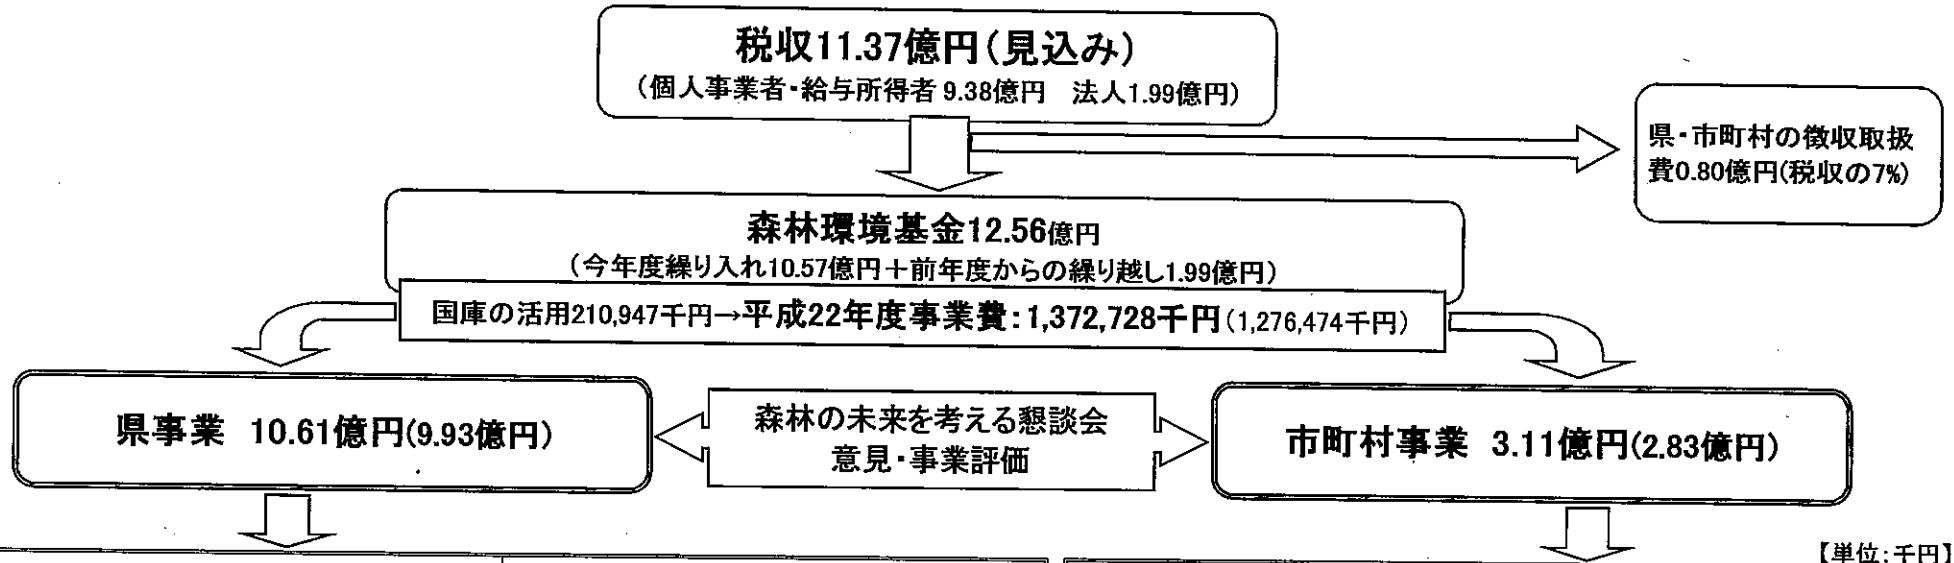 税収11.37億円(見込み)
(個人事業者・給与所得者 9.38億円　法人1.99億円)
県・市町村の徴収取扱
費0.80億円(税収の7%)
森林環境基金12.56億円
(今年度繰り入れ10.57億円＋前年度からの繰り越し1.99億円)
国庫の活用210,947千円→平成22年度事業費：1,372,728千円(1,276,474千円)
県事業 10.61億円(9.93億円)
森林の未来を考える懇談会
意見・事業評価
市町村事業 3.11億円(2.83億円)
【単位：千円】